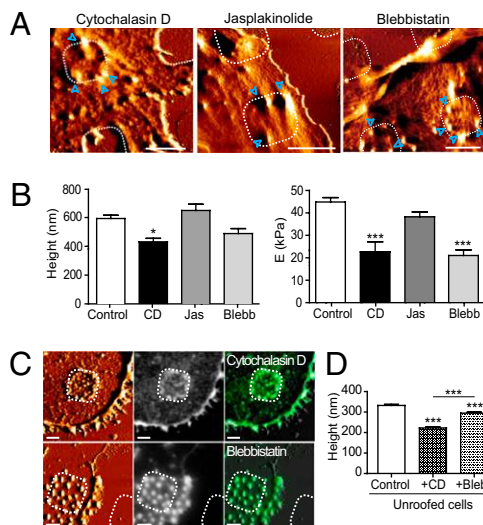 A
Cytochalasin D
Jasplakinolide
Blebbistatin
B
Height (nm)
800
600
400
200
0
*
Control
CD
Jas
Blebb
E (kPa)
50
40
30
20
10
0
***
***
Control
CD
Jas
Blebb
C
Cytochalasin D
Blebbistatin
D
Height (nm)
400
300
200
100
0
***
***
***
Control
+CD
+Blebb
Unroofed cells